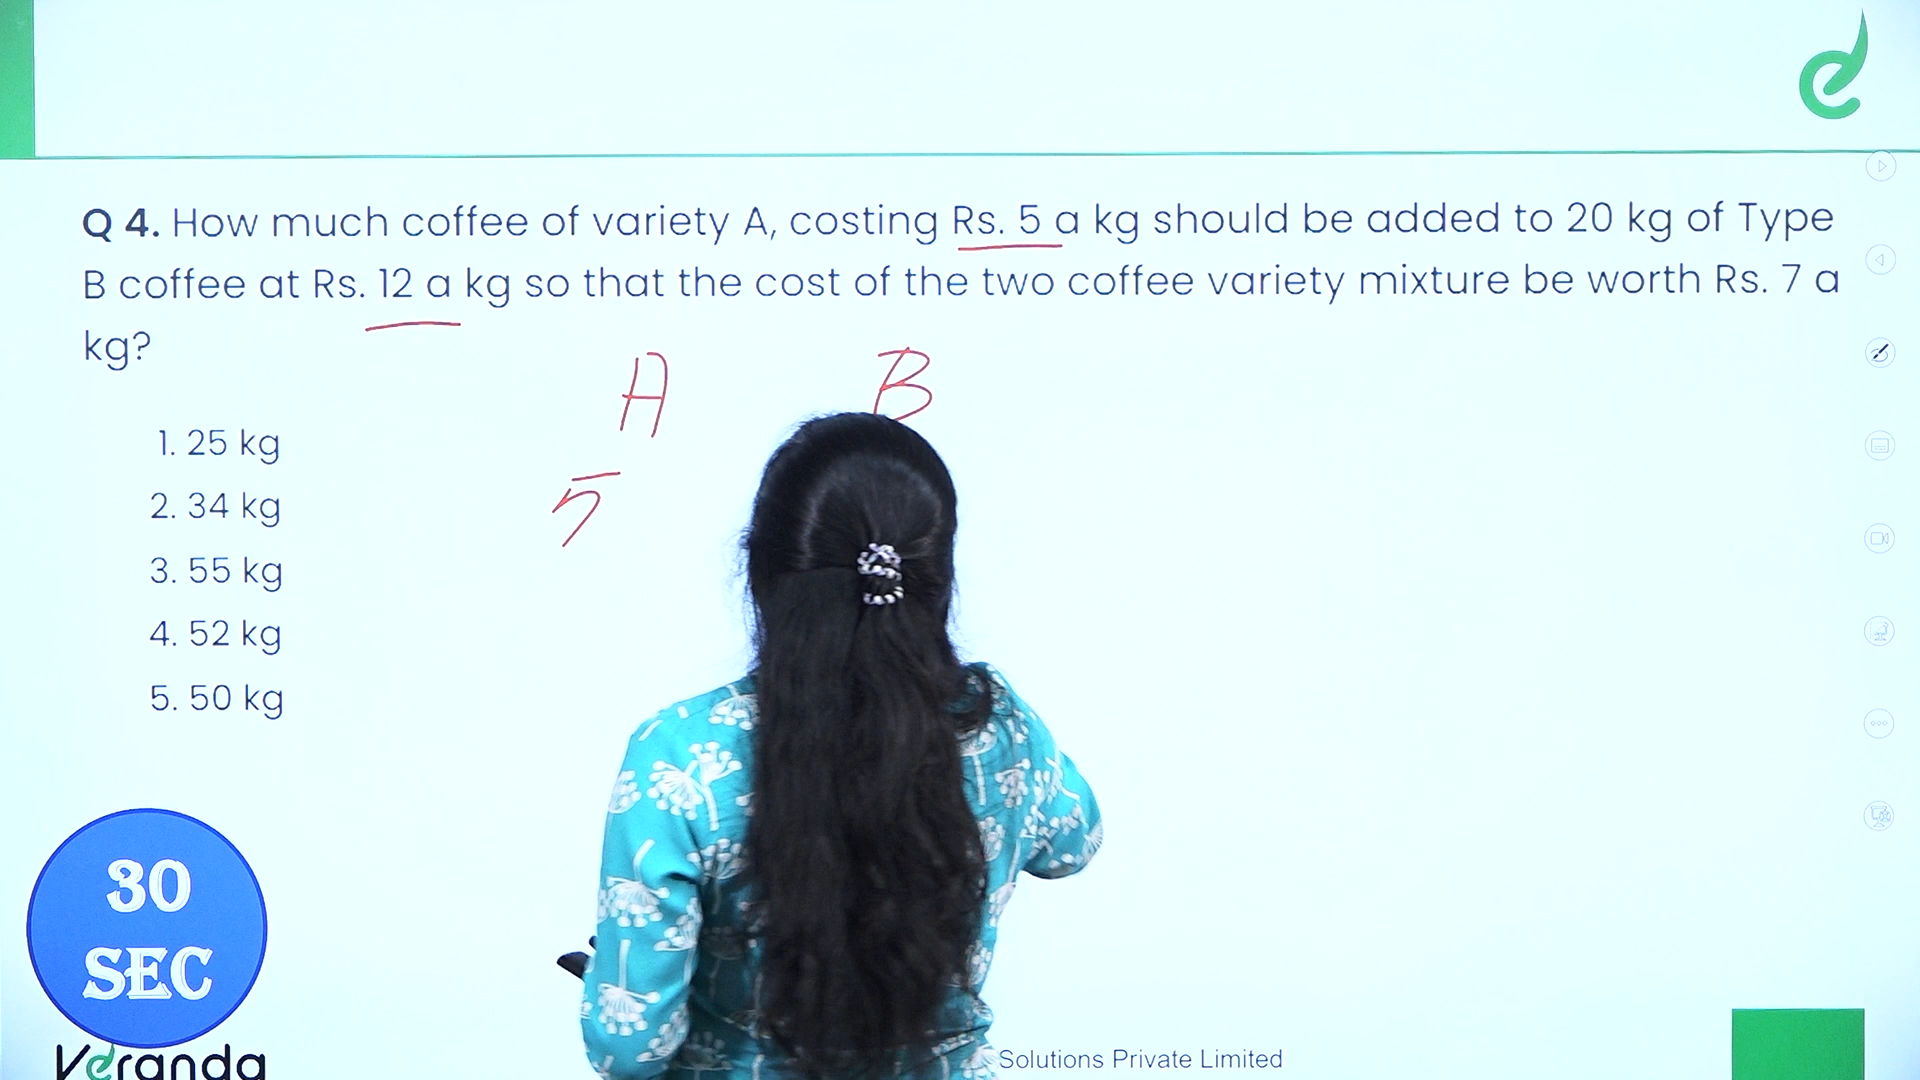 Q 4. How much coffee of variety A, costing Rs. 5 a kg should be added to 20 kg of Type
B coffee at Rs. 12 a kg so that the cost of the two coffee variety mixture be worth Rs. 7 a
kg?
A B
5
1. 25 kg
2. 34 kg
3. 55 kg
4. 52 kg
5. 50 kg
30
SEC
Veranda
Solutions Private Limited